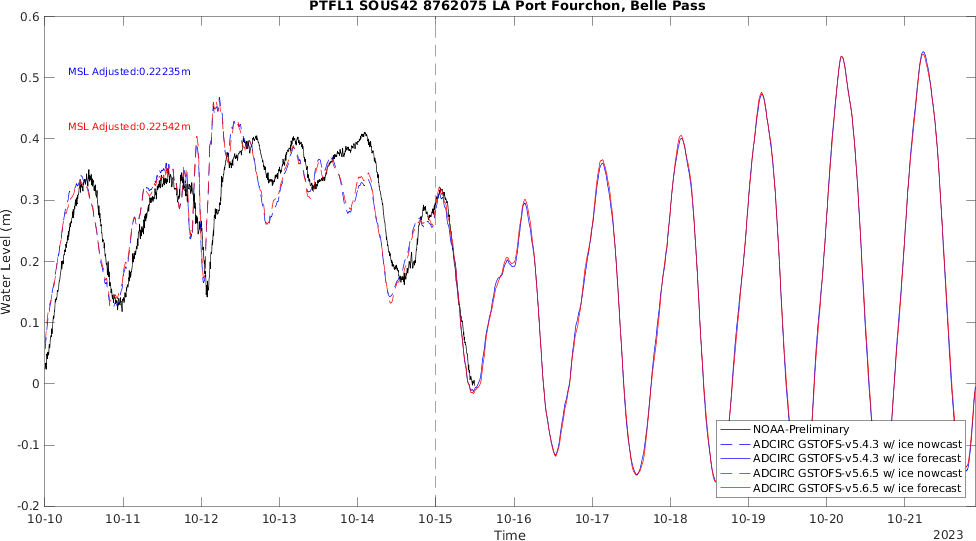 PTFL1 SOUS42 8762075 LA Port Fourchon, Belle Pass
0.6
0.5
0.4
0.3
0.2
0.1
0
-0.1
-0.2
Water Level (m)
MSL Adjusted:0.22235m
MSL Adjusted:0.22542m
NOAA-Preliminary
ADCIRC GSTOFS-v5.4.3 w/ ice nowcast
ADCIRC GSTOFS-v5.4.3 w/ ice forecast
ADCIRC GSTOFS-v5.6.5 w/ ice nowcast
ADCIRC GSTOFS-v5.6.5 w/ ice forecast
10-10 10-11 10-12 10-13 10-14 10-15 10-16 10-17 10-18 10-19 10-20 10-21
Time
2023